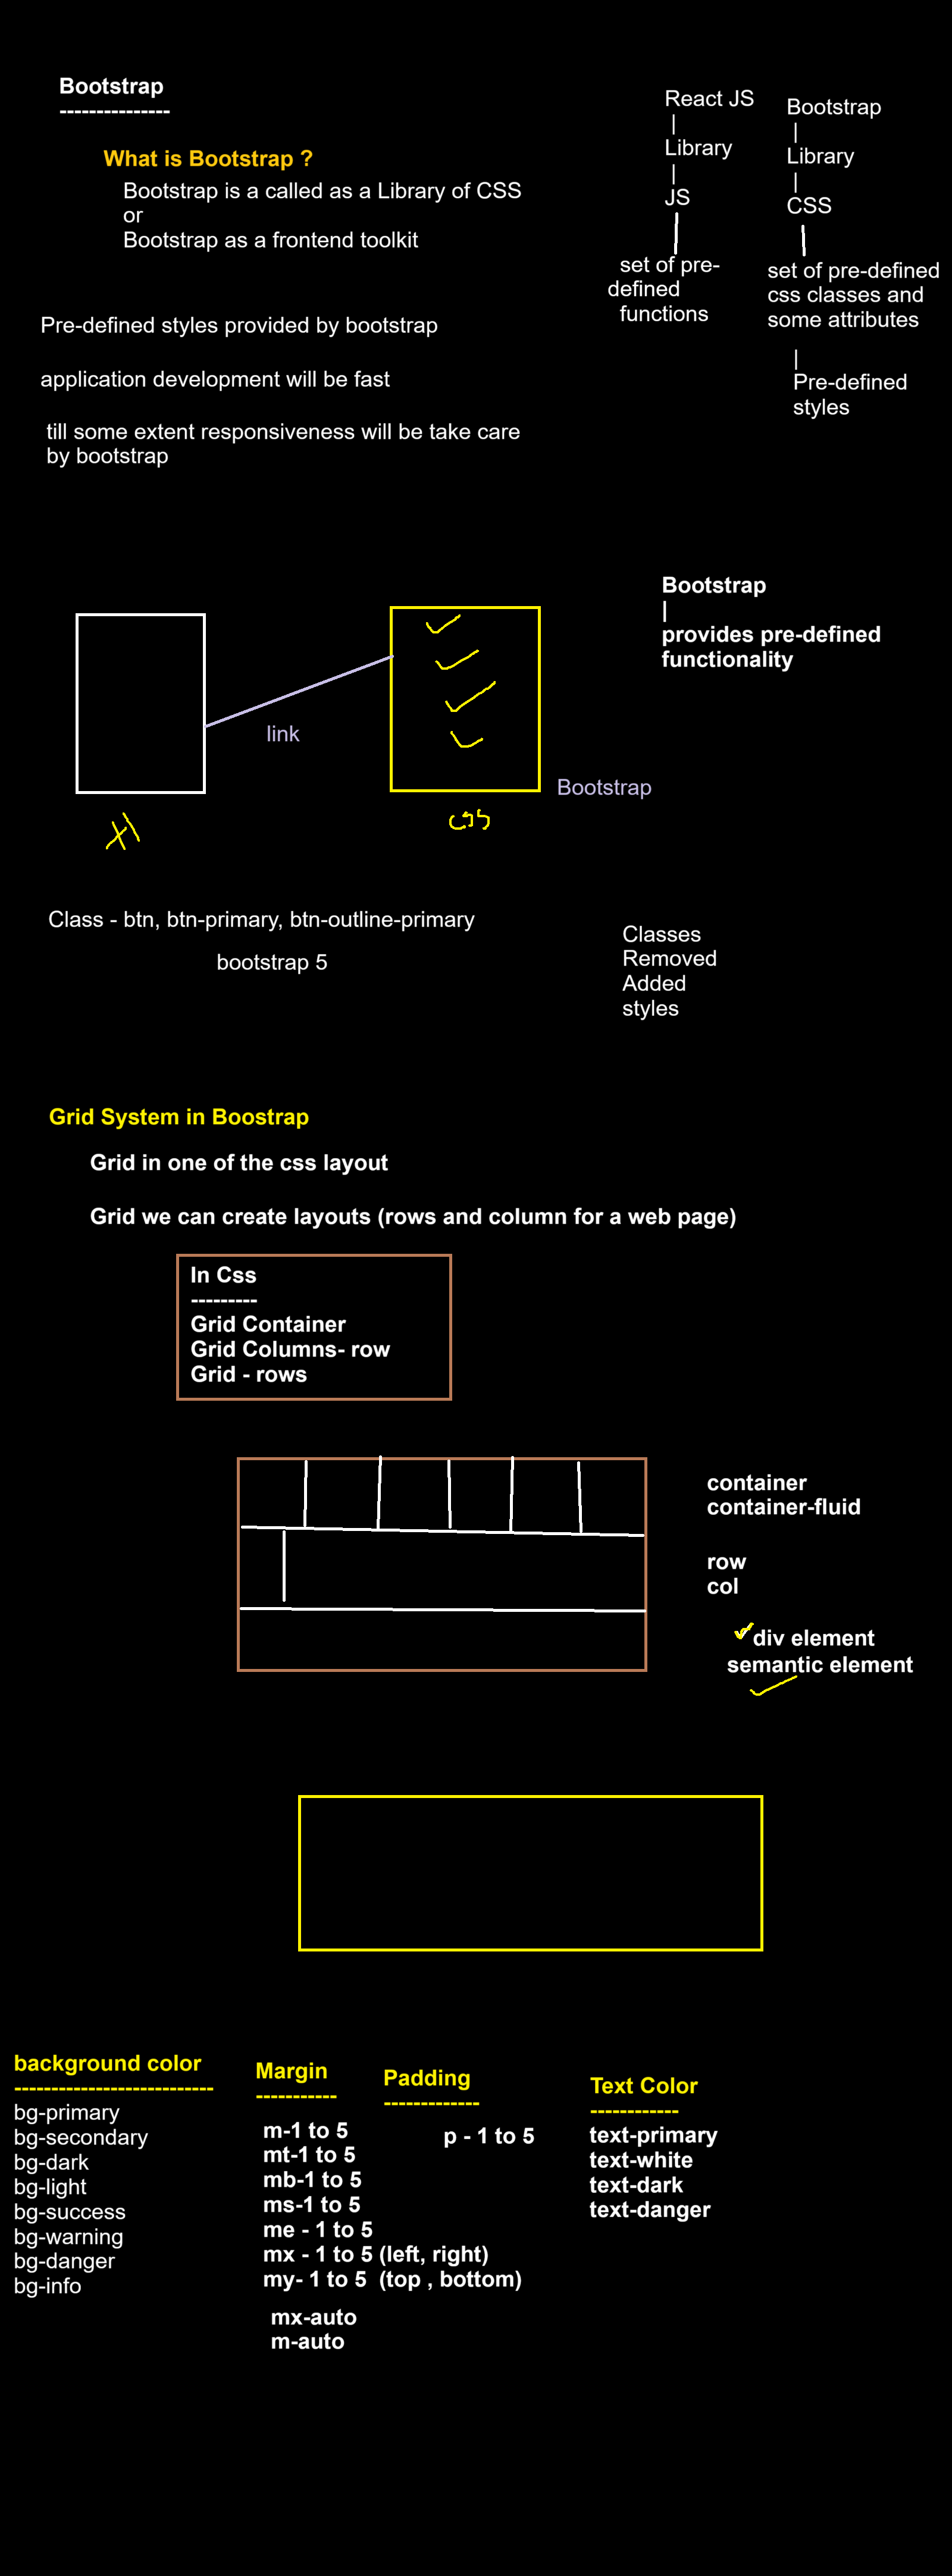 Bootstrap
---------------
What is Bootstrap ?
Bootstrap is a called as a Library of CSS
or
Bootstrap as a frontend toolkit
React JS
|
Library
|
JS
set of pre-
defined
functions
Bootstrap
|
Library
|
CSS
set of pre-defined
css classes and
some attributes
|
Pre-defined
styles
Pre-defined styles provided by bootstrap
application development will be fast
till some extent responsiveness will be take care
by bootstrap
Bootstrap
|
provides pre-defined
functionality
link
Bootstrap
css
Class - btn, btn-primary, btn-outline-primary
bootstrap 5
Classes
Removed
Added
styles
Grid System in Boostrap
Grid in one of the css layout
Grid we can create layouts (rows and column for a web page)
In Css
---------
Grid Container
Grid Columns- row
Grid - rows
container
container-fluid
row
col
div element
semantic element
background color
---------------------------
bg-primary
bg-secondary
bg-dark
bg-light
bg-success
bg-warning
bg-danger
bg-info
Margin
-----------
m-1 to 5
mt-1 to 5
mb-1 to 5
ms-1 to 5
me - 1 to 5
mx - 1 to 5 (left, right)
my- 1 to 5  (top , bottom)
mx-auto
m-auto
Padding
-------------
p - 1 to 5
Text Color
------------
text-primary
text-white
text-dark
text-danger